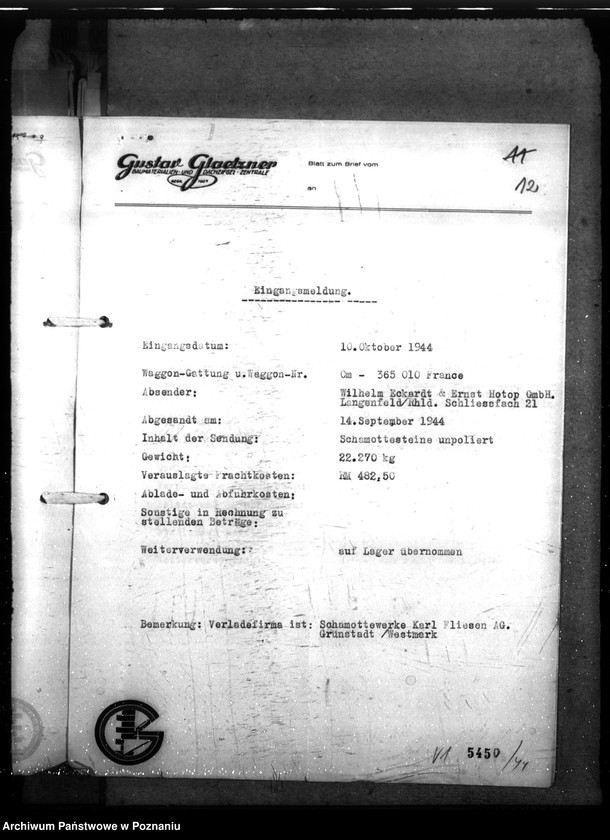 Gustav Glaetzner
BAUMATERIALIEN- UND DACHZIEGEL-ZENTRALE
GEGR. 1907
Blatt zum Brief vom
an
11
12
Eingangsmeldung.
Eingangsdatum: 10.Oktober 1944
Waggon-Gattung u.Waggon-Nr. Om - 365 010 France
Absender: Wilhelm Eckardt & Ernst Hotop GmbH.
Langenfeld/Rhld. Schliessfach 21
Abgesandt am: 14.September 1944
Inhalt der Sendung: Schamottesteine unpoliert
Gewicht: 22.270 kg
Verauslagte Frachtkosten: RM 482,50
Ablade- und Abfuhrkosten:
Sonstige in Rechnung zu
stellenden Beträge:
Weiterverwendung: auf Lager übernommen
Bemerkung: Verladefirma ist: Schamottewerke Karl Fliesen AG.
Grünstadt /Westmark
VI 5450/44
Archiwum Państwowe w Poznaniu